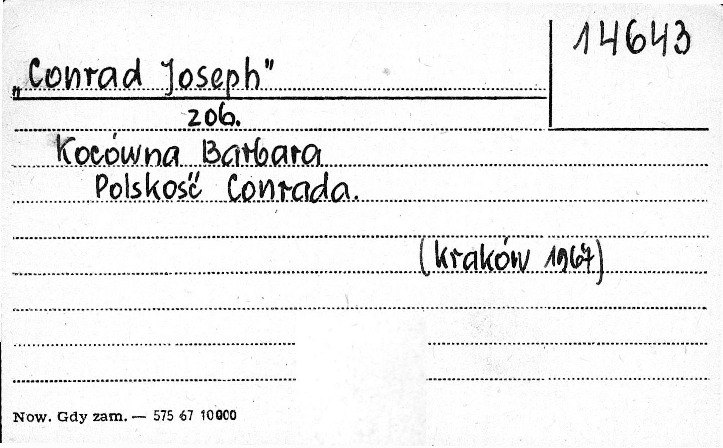 14643
„Conrad Joseph"
zob.
Kocówna Barbara
Polskość Conrada.
(Kraków 1967)
Now. Gdy zam. — 575 67 10000